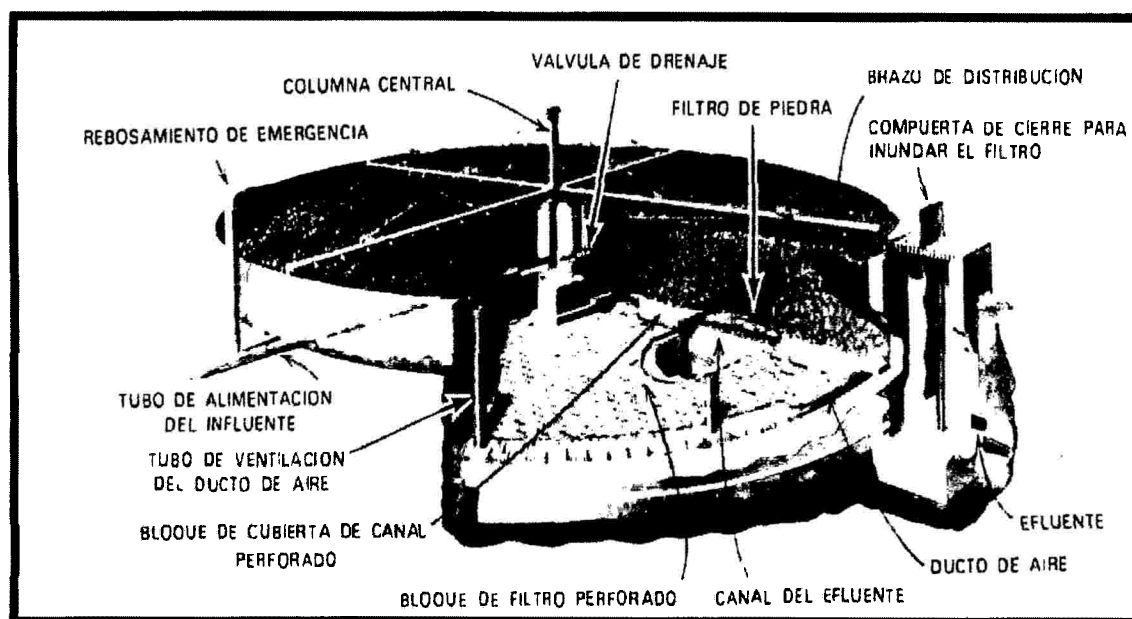 VALVULA DE DRENAJE
COLUMNA CENTRAL
REBOSAMIENTO DE EMERGENCIA
FILTRO DE PIEDRA
BRAZO DE DISTRIBUCION
COMPUERTA DE CIERRE PARA
INUNDAR EL FILTRO
TUBO DE ALIMENTACION
DEL INFLUENTE
TUBO DE VENTILACION
DEL DUCTO DE AIRE
BLOQUE DE CUBIERTA DE CANAL
PERFORADO
BLOQUE DE FILTRO PERFORADO
CANAL DEL EFLUENTE
DUCTO DE AIRE
EFLUENTE